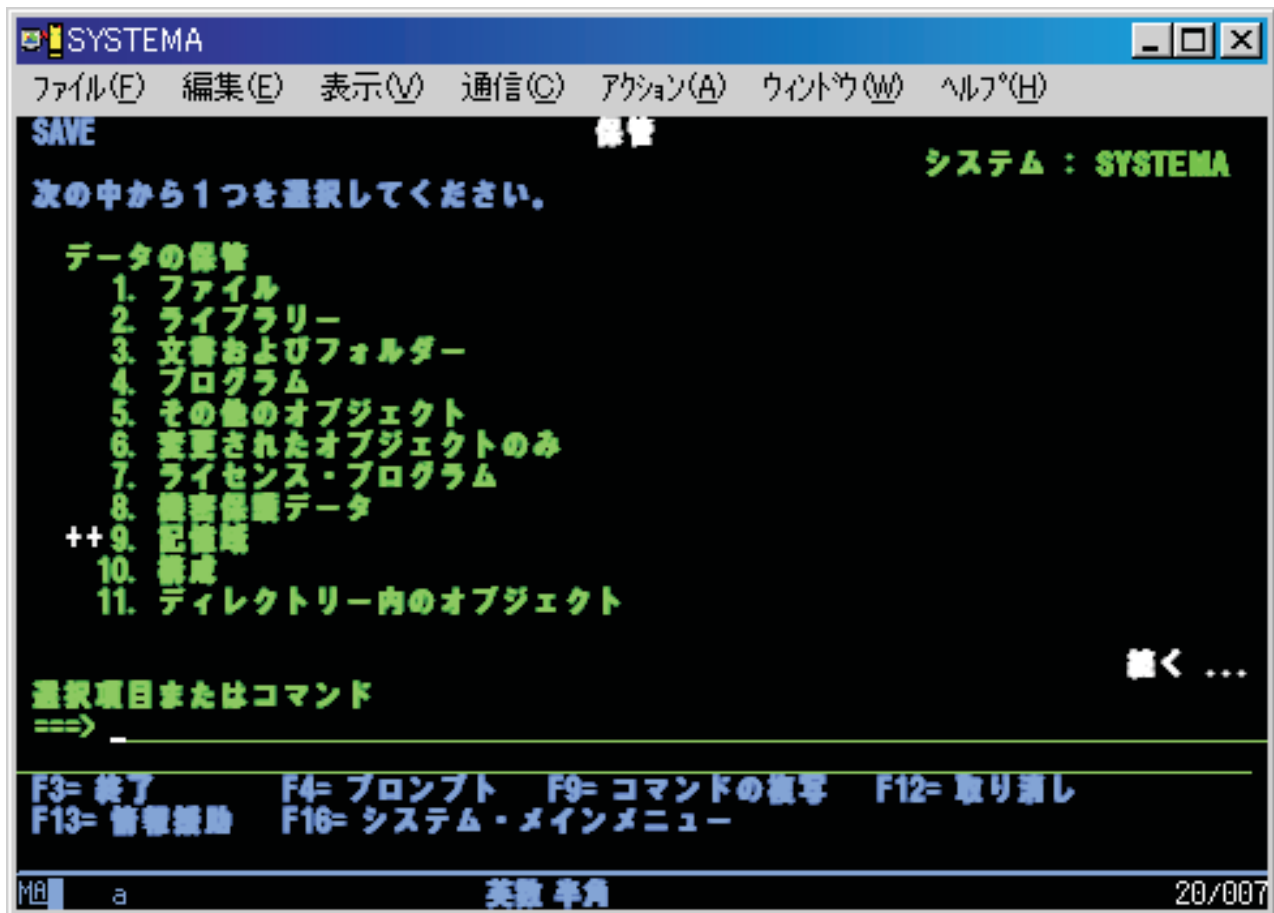 SYSTEMA
ファイル(F) 編集(E) 表示(V) 通信(C) アクション(A) ウィンドウ(W) ヘルプ(H)
SAVE 保管
システム : SYSTEMA
次の中から1つを選択してください。
データの保管
1. ファイル
2. ライブラリー
3. 文書およびフォルダー
4. プログラム
5. その他のオブジェクト
6. 変更されたオブジェクトのみ
7. ライセンス・プログラム
8. 機密保護データ
++ 9. 記憶域
10. 構成
11. ディレクトリー内のオブジェクト
続く ...
選択項目またはコマンド
===> _
F3= 終了 F4= プロンプト F9= コマンドの複写 F12= 取り消し
F13= 情報援助 F16= システム・メインメニュー
MA a 英数 半角 20/007